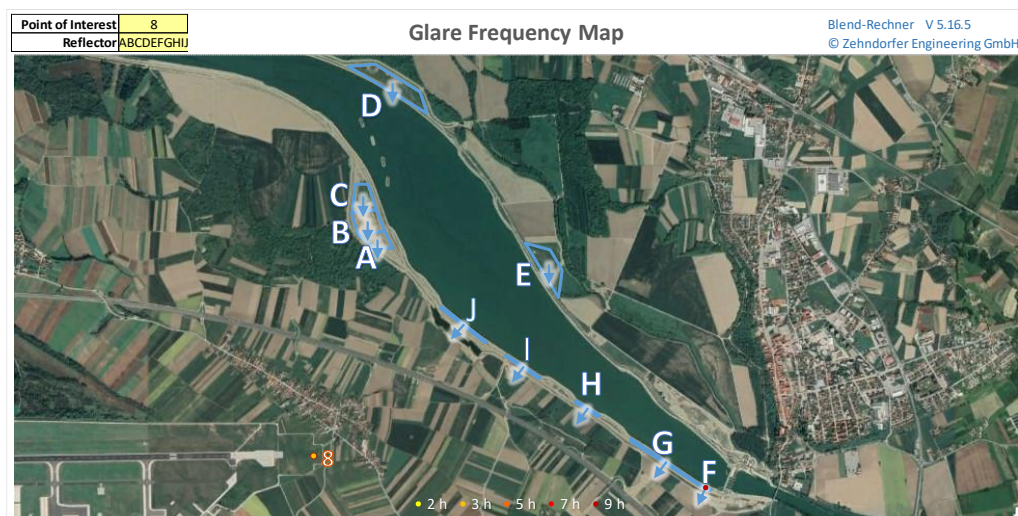 Point of Interest 8
Reflector ABCDEFGHIJ
Glare Frequency Map
Blend-Rechner V 5.16.5
© Zehndorfer Engineering GmbH
D
C
B
A
E
J
I
H
G
F
8
2 h 3 h 5 h 7 h 9 h